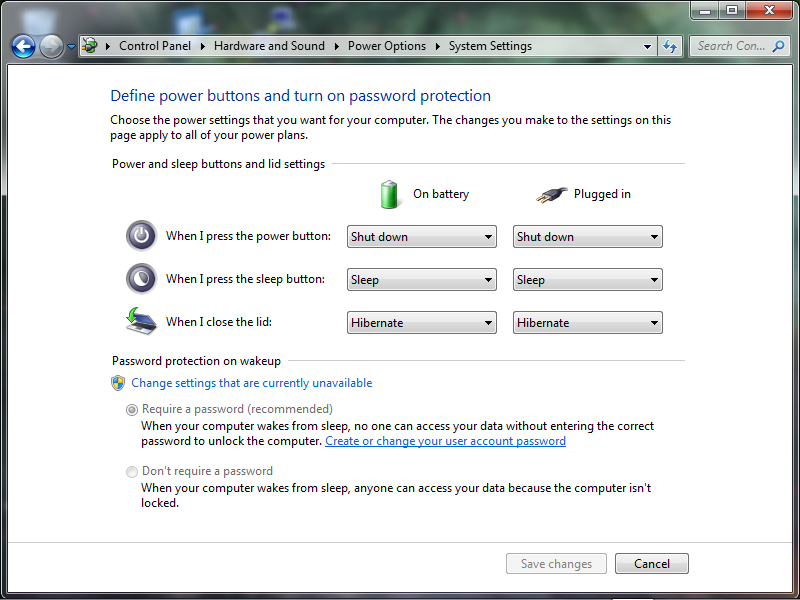 Control Panel Hardware and Sound Power Options System Settings Search Con...
Define power buttons and turn on password protection
Choose the power settings that you want for your computer. The changes you make to the settings on this
page apply to all of your power plans.
Power and sleep buttons and lid settings
On battery Plugged in
When I press the power button: Shut down Shut down
When I press the sleep button: Sleep Sleep
When I close the lid: Hibernate Hibernate
Password protection on wakeup
Change settings that are currently unavailable
Require a password (recommended)
When your computer wakes from sleep, no one can access your data without entering the correct
password to unlock the computer. Create or change your user account password
Don't require a password
When your computer wakes from sleep, anyone can access your data because the computer isn't
locked.
Save changes Cancel